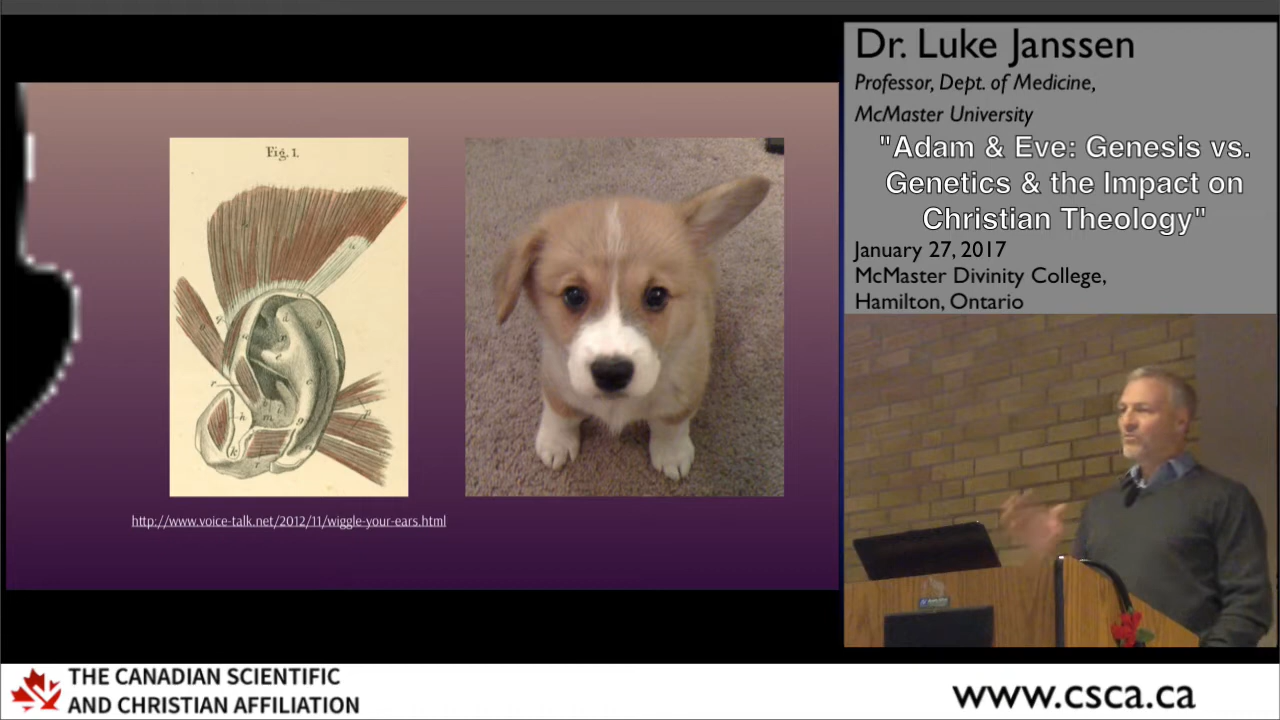 Fig. 1.
http://www.voice-talk.net/2012/11/wiggle-your-ears.html
Dr. Luke Janssen
Professor, Dept. of Medicine,
McMaster University
"Adam & Eve: Genesis vs.
Genetics & the Impact on
Christian Theology"
January 27, 2017
McMaster Divinity College,
Hamilton, Ontario
THE CANADIAN SCIENTIFIC
AND CHRISTIAN AFFILIATION
www.csca.ca